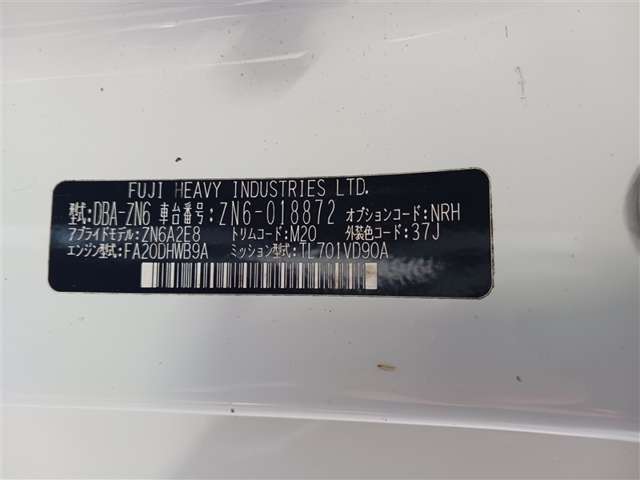 FUJI HEAVY INDUSTRIES LTD.
型式:DBA-ZN6 車台番号:ZN6-018872 オプションコード:NRH
アプライドモデル:ZN6A2E8 トリムコード:M20 外装色コード:37J
エンジン型式:FA20DHWB9A ミッション型式:TL701VD90A